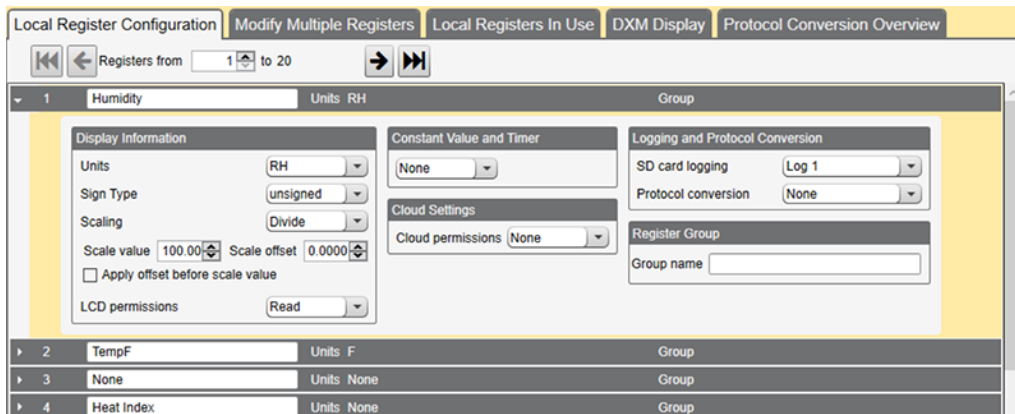 Local Register Configuration Modify Multiple Registers Local Registers In Use DXM Display Protocol Conversion Overview
Registers from 1 to 20
1 Humidity Units RH Group
Display Information
Units RH
Sign Type unsigned
Scaling Divide
Scale value 100.00 Scale offset 0.0000
Apply offset before scale value
LCD permissions Read
Constant Value and Timer
None
Cloud Settings
Cloud permissions None
Logging and Protocol Conversion
SD card logging Log 1
Protocol conversion None
Register Group
Group name
2 TempF Units F Group
3 None Units None Group
4 Heat Index Units None Group